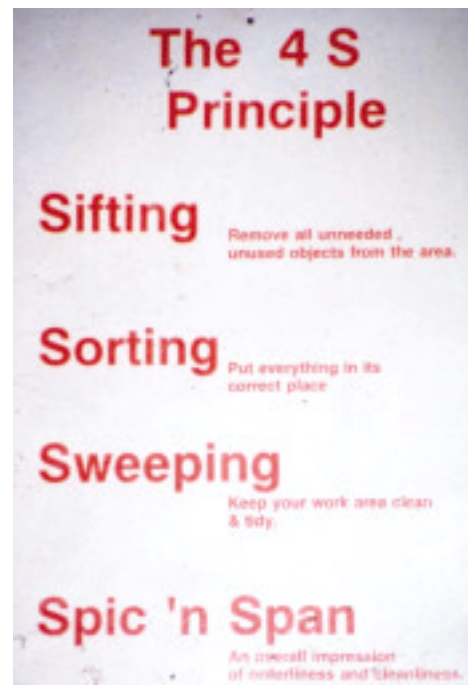 The 4 S
Principle
Sifting
Remove all unneeded ,
unused objects from the area.
Sorting
Put everything in its
correct place
Sweeping
Keep your work area clean
& tidy.
Spic 'n Span
An overall impression
of orderliness and cleanliness.